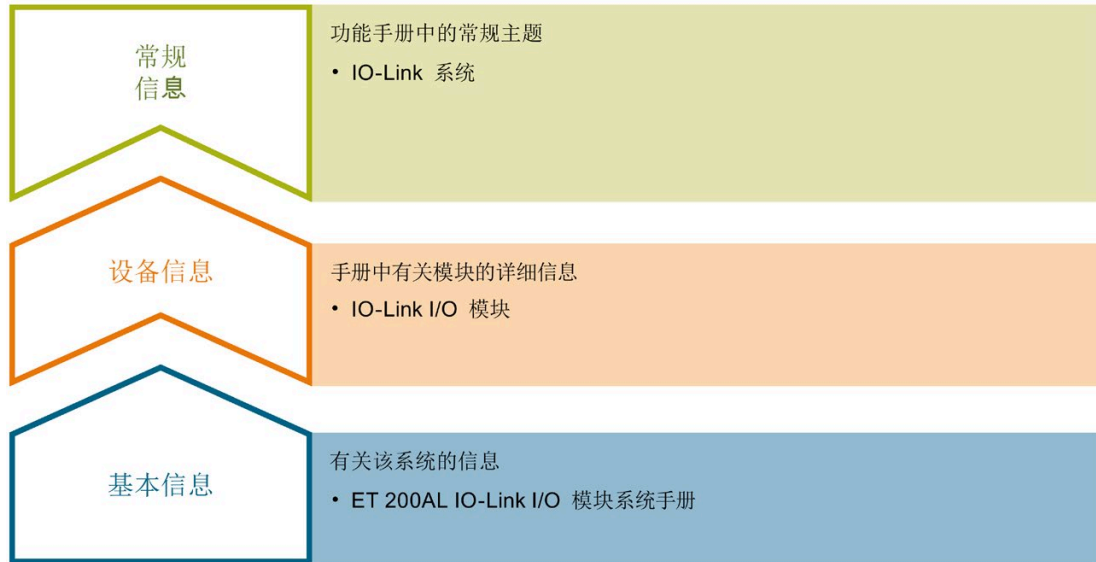 常规
信息
功能手册中的常规主题
• IO-Link 系统
设备信息
手册中有关模块的详细信息
• IO-Link I/O 模块
基本信息
有关该系统的信息
• ET 200AL IO-Link I/O 模块系统手册